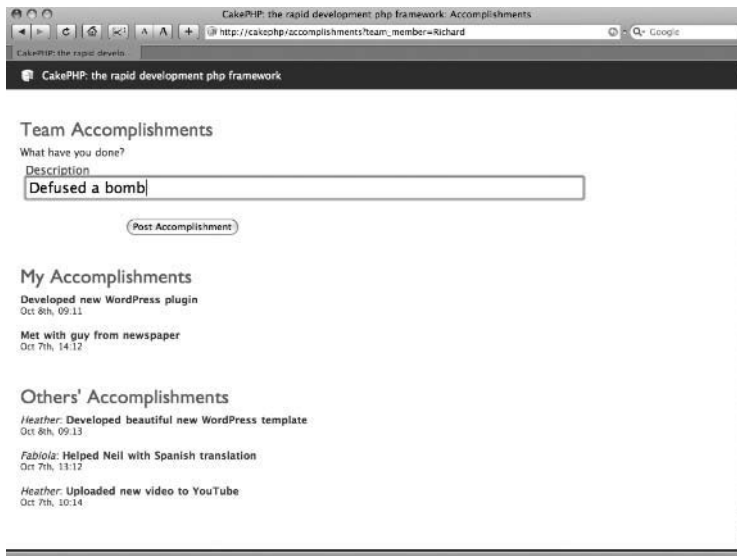 CakePHP: the rapid development php framework: Accomplishments
A A + http://cakephp/accomplishments?team_member=Richard Q Google
CakePHP: the rapid develo...
CakePHP: the rapid development php framework
Team Accomplishments
What have you done?
Description
Defused a bomb
Post Accomplishment
My Accomplishments
Developed new WordPress plugin
Oct 8th, 09:11
Met with guy from newspaper
Oct 7th, 14:12
Others' Accomplishments
Heather: Developed beautiful new WordPress template
Oct 8th, 09:13
Fabiola: Helped Neil with Spanish translation
Oct 7th, 13:12
Heather: Uploaded new video to YouTube
Oct 7th, 10:14